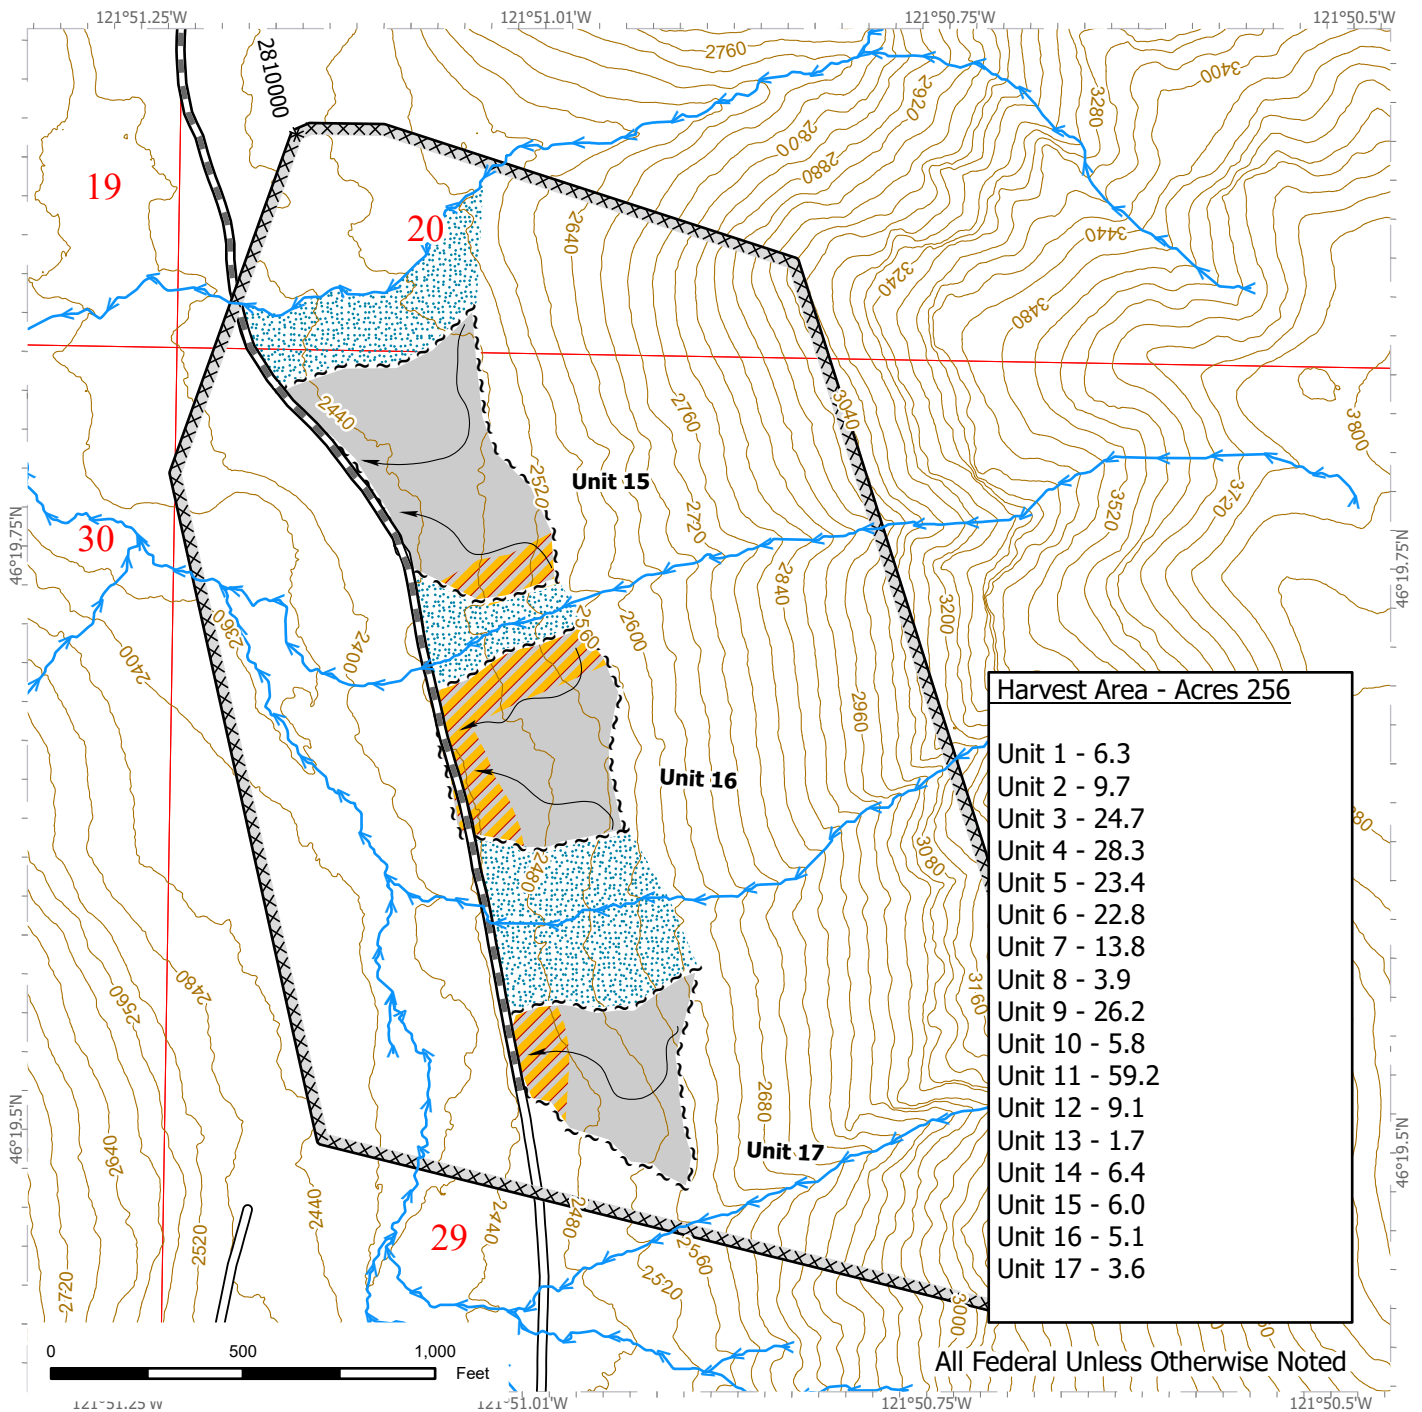 121°51.25'W
121°51.01'W
120°50.75'W
121°50.5'W
2810000
2760
3400
2920
3280
2800
2880
19
20
2640
3440
3240
3480
2440
2760
3040
3800
Unit 15
2520
2720
3520
3720
46°19.75'N
46°19.75'N
30
2840
3200
2360
2560
2600
2400
2400
Harvest Area - Acres 256
2960
Unit 1 - 6.3
Unit 16
Unit 2 - 9.7
Unit 3 - 24.7
Unit 4 - 28.3
3080
2480
Unit 5 - 23.4
Unit 6 - 22.8
Unit 7 - 13.8
2480
2560
3160
Unit 8 - 3.9
Unit 9 - 26.2
Unit 10 - 5.8
Unit 11 - 59.2
2680
Unit 12 - 9.1
46°19.5'N
46°19.5'N
2640
Unit 17
Unit 13 - 1.7
Unit 14 - 6.4
Unit 15 - 6.0
2440
2440
2480
29
2520
2560
Unit 16 - 5.1
Unit 17 - 3.6
2720
2520
3000
0 500 1,000
Feet
All Federal Unless Otherwise Noted
121°51.25'W
121°51.01'W
121°50.75'W
121°50.5'W